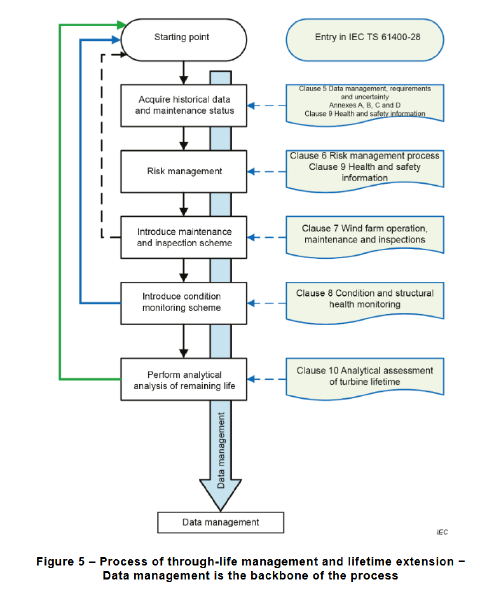 Starting point
Entry in IEC TS 61400-28
Acquire historical data
and maintenance status
Clause 5 Data management, requirements
and uncertainty
Annexes A, B, C and D
Clause 9 Health and safety information
Risk management
Clause 6 Risk management process
Clause 9 Health and safety
information
Introduce maintenance
and inspection scheme
Clause 7 Wind farm operation,
maintenance and inspections
Introduce condition
monitoring scheme
Clause 8 Condition and structural
health monitoring
Perform analytical
analysis of remaining life
Clause 10 Analytical assessment
of turbine lifetime
Data management
Data management
IEC
Figure 5 – Process of through-life management and lifetime extension –
Data management is the backbone of the process